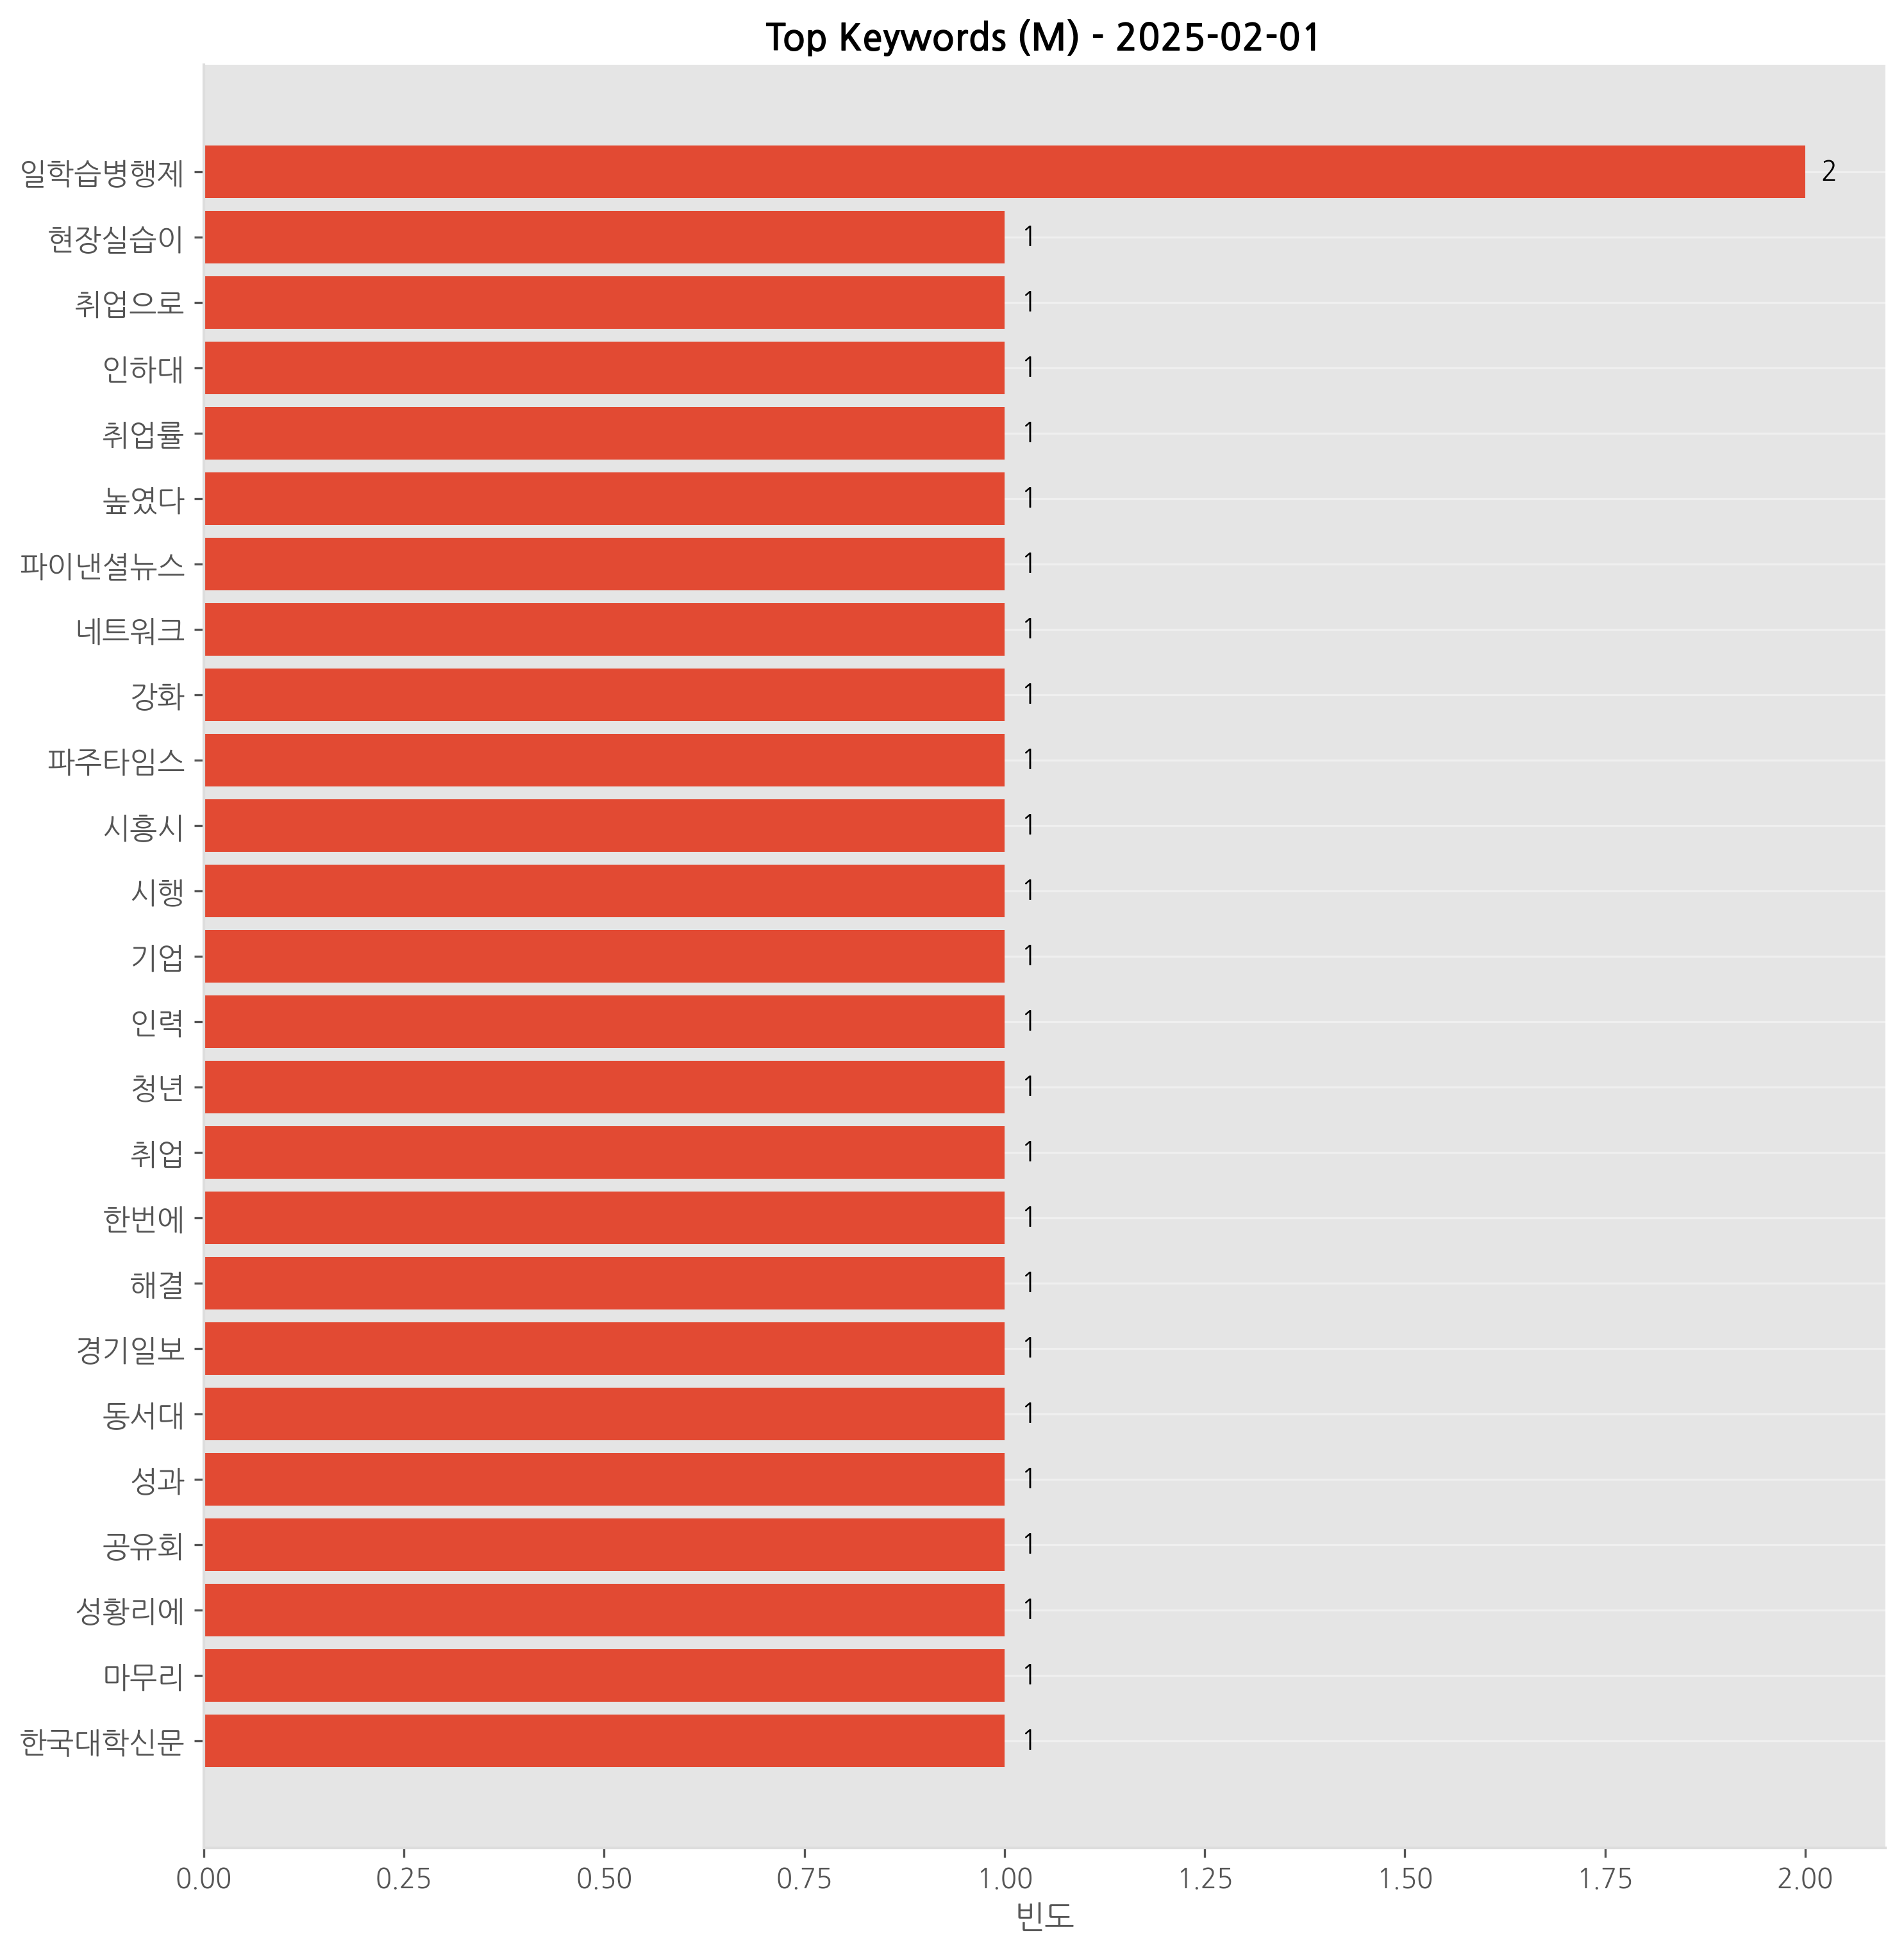 Top Keywords (M) - 2025-02-01
일학습병행제 2
현장실습이 1
취업으로 1
인하대 1
취업률 1
높였다 1
파이낸셜뉴스 1
네트워크 1
강화 1
파주타임스 1
시흥시 1
시행 1
기업 1
인력 1
청년 1
취업 1
한번에 1
해결 1
경기일보 1
동서대 1
성과 1
공유회 1
성황리에 1
마무리 1
한국대학신문 1
0.00 0.25 0.50 0.75 1.00 1.25 1.50 1.75 2.00
빈도